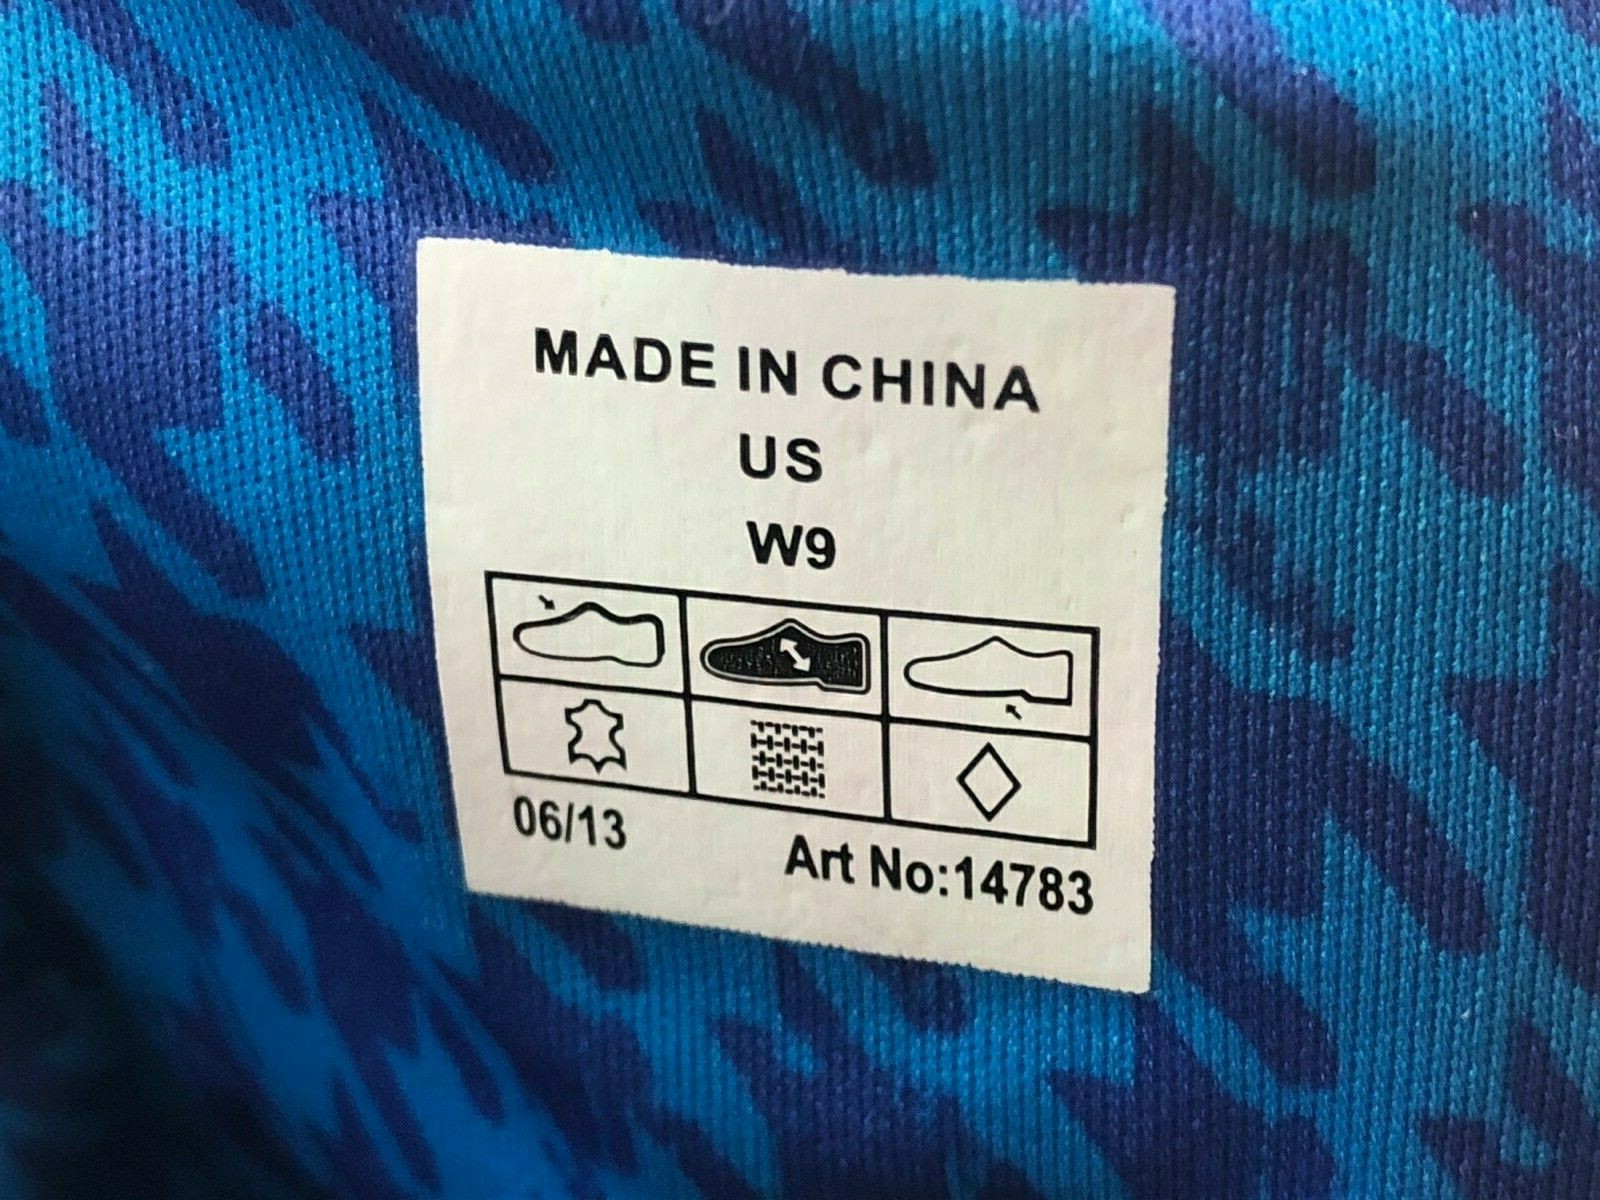 MADE IN CHINA
US
W9
06/13
Art No:14783